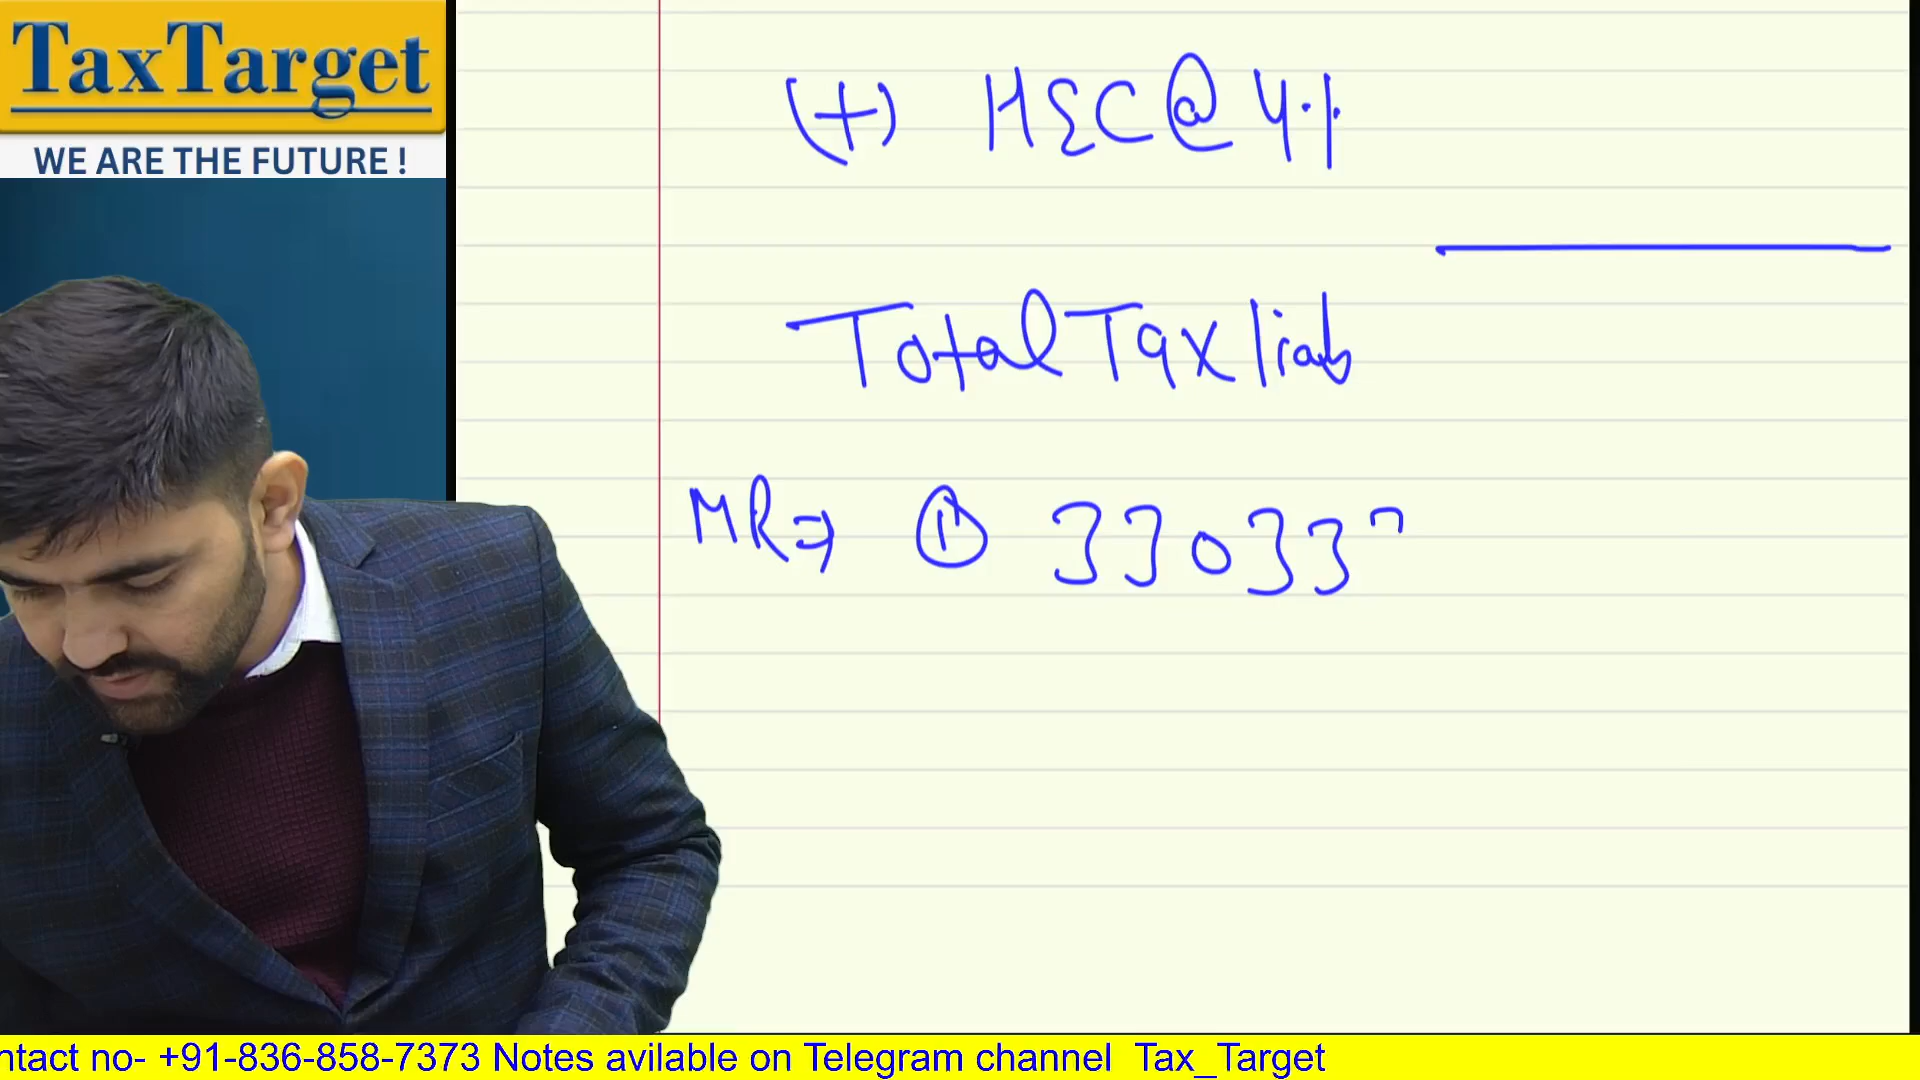 TaxTarget
WE ARE THE FUTURE !
(+) H&C@4%
Total Tax liab
MR⇒ ① 33033
ntact no- +91-836-858-7373 Notes avilable on Telegram channel Tax_Target